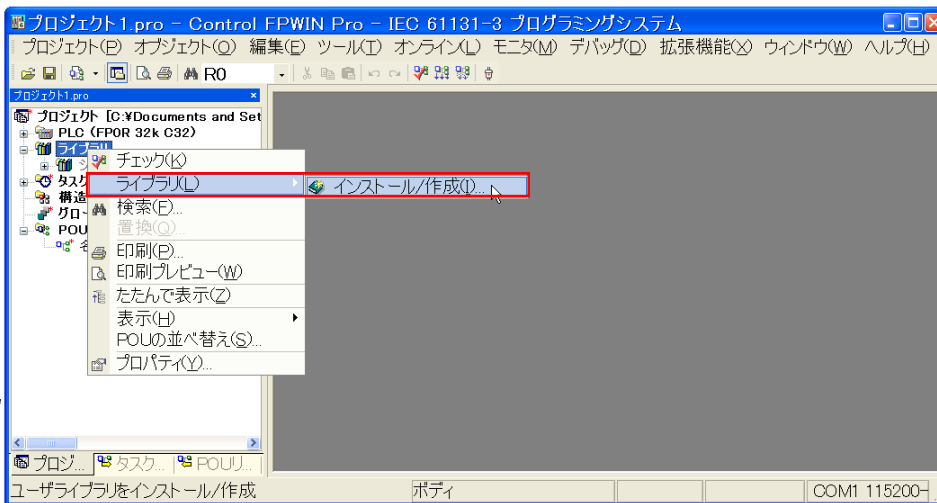 プロジェクト1.pro - Control FPWIN Pro - IEC 61131-3 プログラミングシステム
プロジェクト(P) オブジェクト(O) 編集(E) ツール(T) オンライン(L) モニタ(M) デバッグ(D) 拡張機能(X) ウィンドウ(W) ヘルプ(H)
R0
プロジェクト1.pro
プロジェクト [C:¥Documents and Set
PLC (FP0R 32k C32)
ライブラリ
タスク
構造
グロー
POU
チェック(K)
ライブラリ(L)
インストール/作成(I)...
検索(F)...
置換(Q)...
印刷(P)...
印刷プレビュー(W)
たたんで表示(Z)
表示(H)
POUの並べ替え(S)...
プロパティ(Y)...
プロジ... タスク... POUリ...
ユーザライブラリをインストール/作成 ボディ COM1 115200-